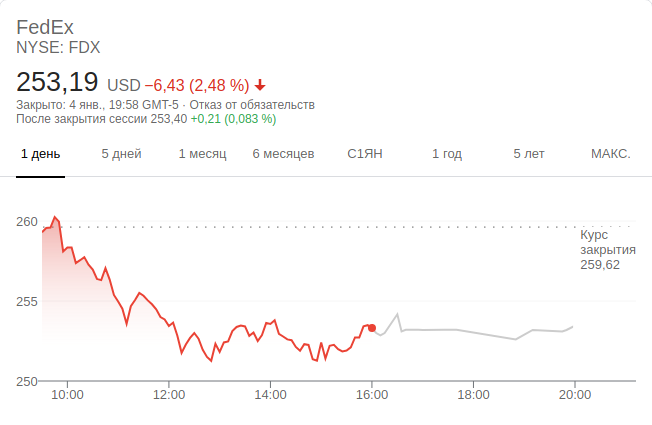 FedEx
NYSE: FDX
253,19 USD −6,43 (2,48 %)
Закрыто: 4 янв., 19:58 GMT-5 · Отказ от обязательств
После закрытия сессии 253,40 +0,21 (0,083 %)
1 день 5 дней 1 месяц 6 месяцев С1ЯН 1 год 5 лет МАКС.
260
Курс
закрытия
259,62
255
250
10:00 12:00 14:00 16:00 18:00 20:00